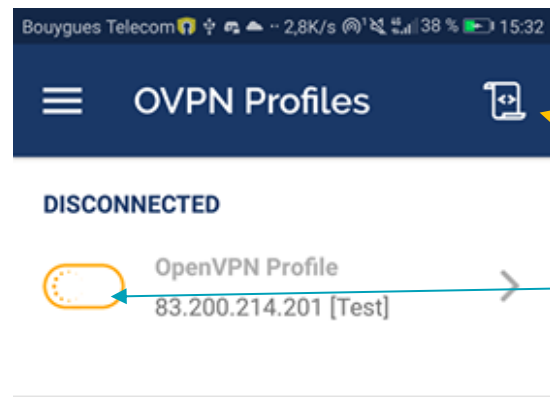 Bouygues Telecom 2,8K/s 38 % 15:32
OVPN Profiles
DISCONNECTED
OpenVPN Profile
83.200.214.201 [Test]